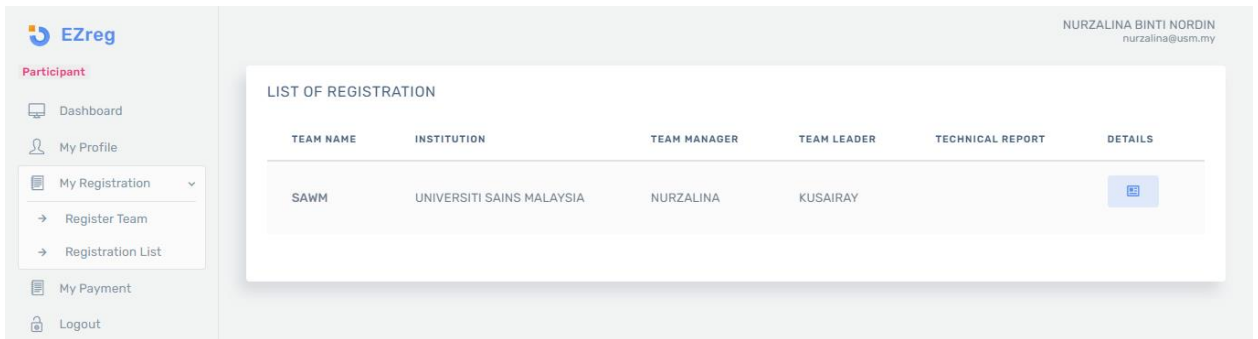 EZreg
NURZALINA BINTI NORDIN
nurzalina@usm.my
Participant
Dashboard
My Profile
My Registration
Register Team
Registration List
My Payment
Logout
LIST OF REGISTRATION
TEAM NAME INSTITUTION TEAM MANAGER TEAM LEADER TECHNICAL REPORT DETAILS
SAWM UNIVERSITI SAINS MALAYSIA NURZALINA KUSAIRAY